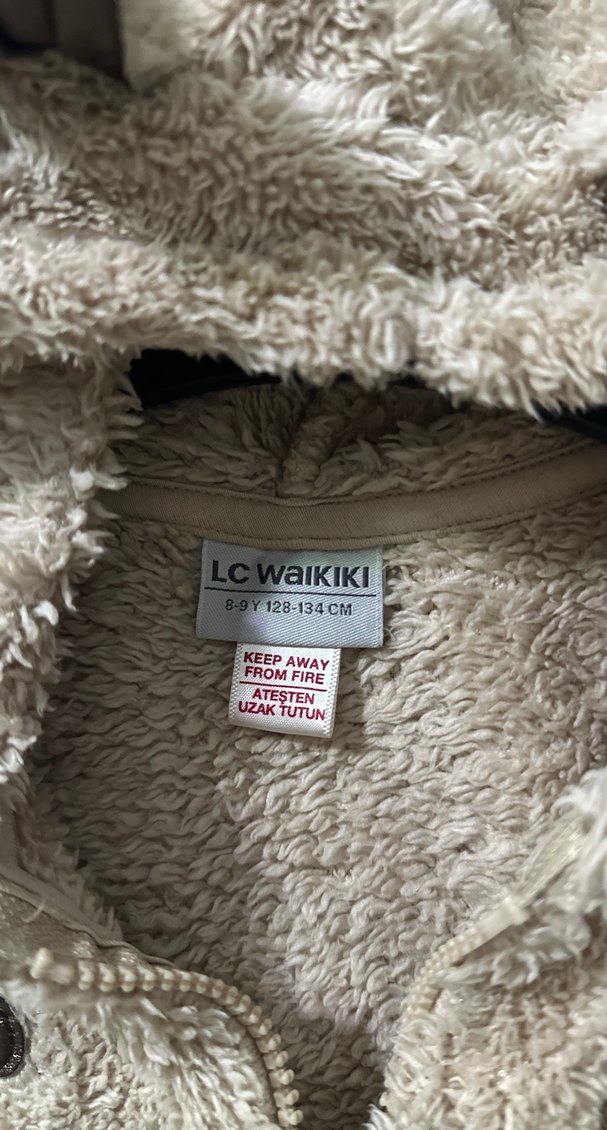 LC WAIKIKI
8-9 Y 128-134 CM
KEEP AWAY
FROM FIRE
ATEŞTEN
UZAK TUTUN